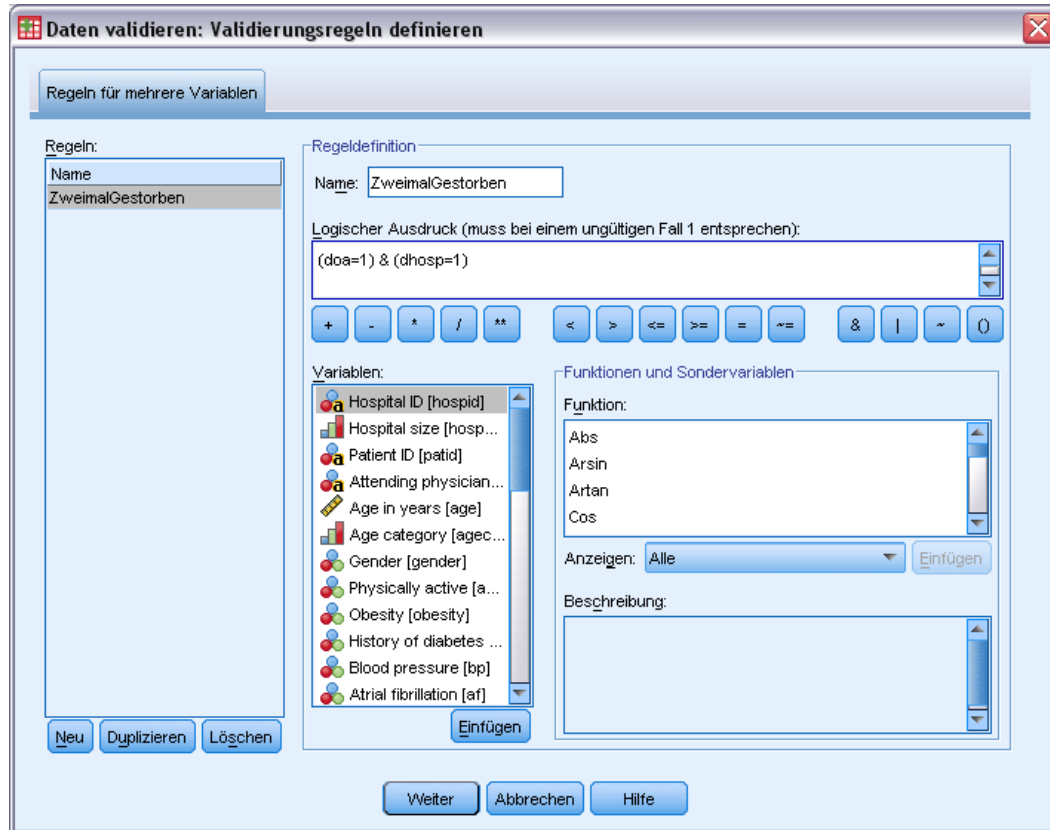 Daten validieren: Validierungsregeln definieren
Regeln für mehrere Variablen
Regeln:
Name
ZweimalGestorben
Neu
Duplizieren
Löschen
Regeldefinition
Name: ZweimalGestorben
Logischer Ausdruck (muss bei einem ungültigen Fall 1 entsprechen):
(doa=1) & (dhosp=1)
+ - * / ** < > <= >= = ~= & | ~ ()
Variablen:
Hospital ID [hospid]
Hospital size [hosp...
Patient ID [patid]
Attending physician...
Age in years [age]
Age category [agec...
Gender [gender]
Physically active [a...
Obesity [obesity]
History of diabetes ...
Blood pressure [bp]
Atrial fibrillation [af]
Einfügen
Funktionen und Sondervariablen
Funktion:
Abs
Arsin
Artan
Cos
Anzeigen: Alle Einfügen
Beschreibung:
Weiter Abbrechen Hilfe